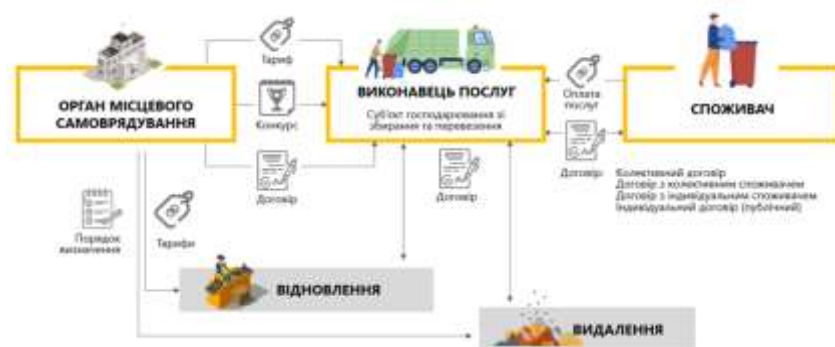 Тариф
ОРГАН МІСЦЕВОГО
САМОВРЯДУВАННЯ
Конкурс
Договір
ВИКОНАВЕЦЬ ПОСЛУГ
Суб'єкт господарювання зі
збирання та перевезення
Оплата
послуг
СПОЖИВАЧ
Договір
Договір
Колективний договір
Договір з колективним споживачем
Договір з індивідуальним споживачем
Індивідуальний договір (публічний)
Порядок
визначення
Тарифи
ВІДНОВЛЕННЯ
ВИДАЛЕННЯ